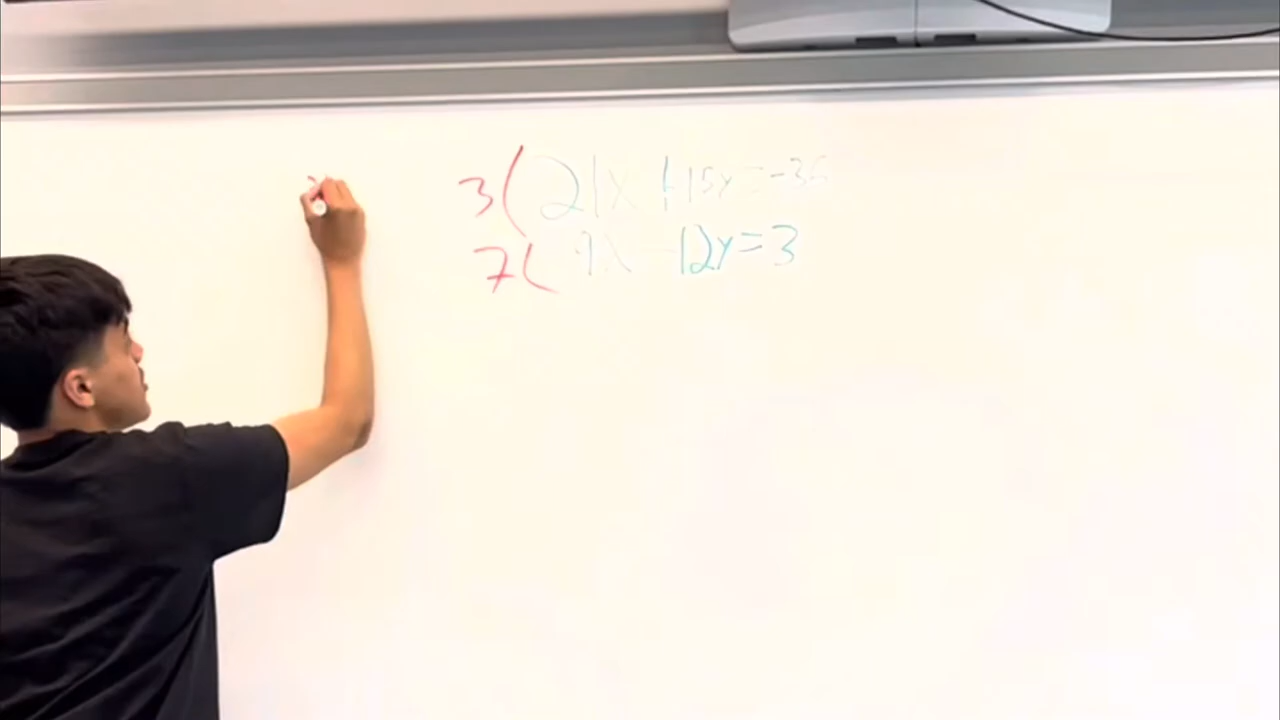 3( 21x +15y = -36
7( 9x - 12y = 3